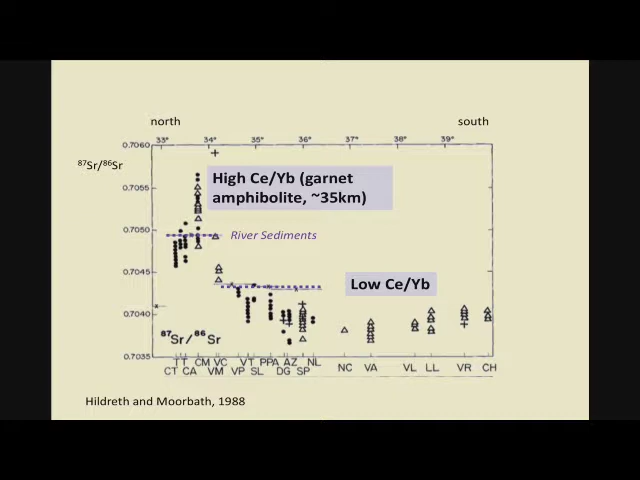 north
south
33°
34°
35°
36°
37°
38°
39°
⁸⁷Sr/⁸⁶Sr
0.7060
0.7055
0.7050
0.7045
0.7040
0.7035
High Ce/Yb (garnet
amphibolite, ~35km)
River Sediments
Low Ce/Yb
⁸⁷Sr / ⁸⁶Sr
T T CM VC VT PPA AZ NL
CT CA VM VP SL DG SP NC VA VL LL VR CH
Hildreth and Moorbath, 1988